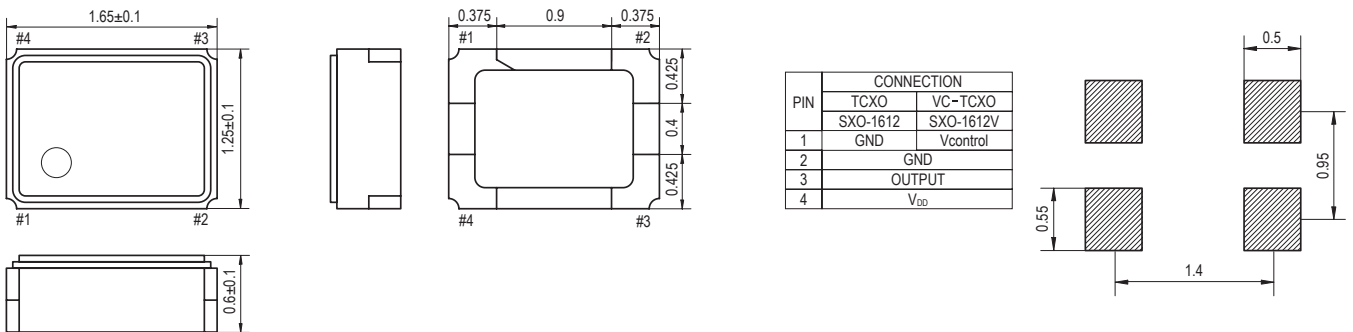 1.65±0.1
#4
#3
1.25±0.1
#1
#2
0.6±0.1
0.375
0.9
0.375
#1
#2
0.425
0.4
0.425
#4
#3
PIN
CONNECTION
TCXO
VC-TCXO
SXO-1612
SXO-1612V
1
GND
Vcontrol
2
GND
3
OUTPUT
4
VDD
0.5
0.95
0.55
1.4